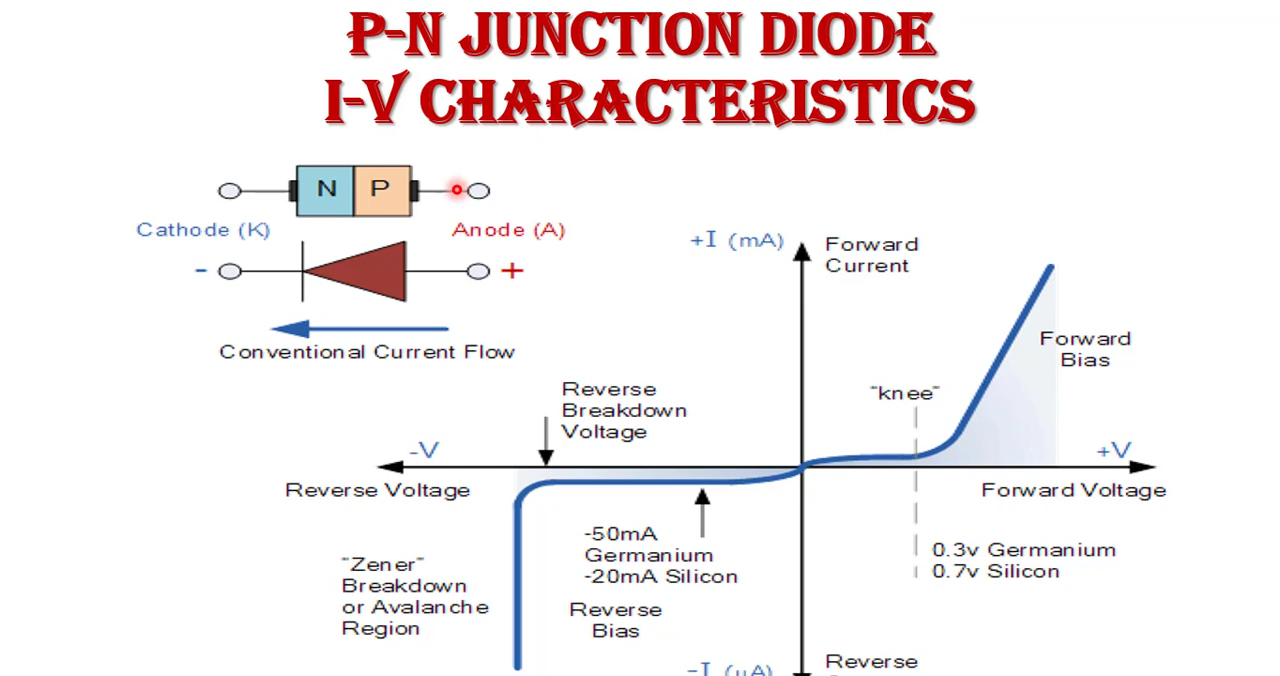 P-N JUNCTION DIODE
I-V CHARACTERISTICS
N P
Cathode (K)
Anode (A)
- +
Conventional Current Flow
+I (mA)
Forward
Current
Forward
Bias
"knee"
Reverse
Breakdown
Voltage
-V
+V
Reverse Voltage
Forward Voltage
-50mA
Germanium
-20mA Silicon
0.3v Germanium
0.7v Silicon
"Zener"
Breakdown
or Avalanche
Region
Reverse
Bias
-I (μA)
Reverse